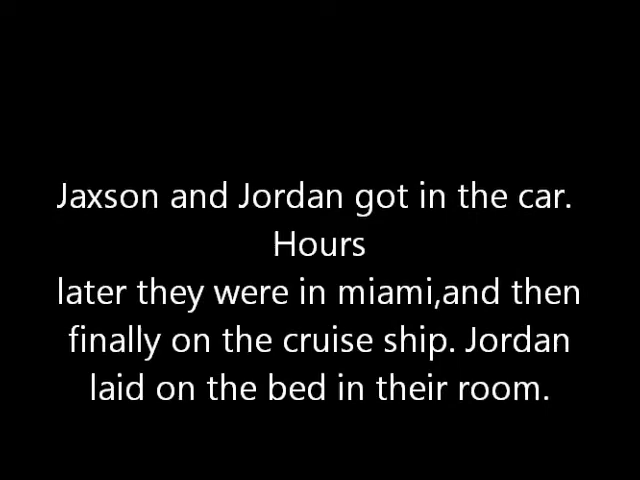 Jaxson and Jordan got in the car.
Hours
later they were in miami,and then
finally on the cruise ship. Jordan
laid on the bed in their room.